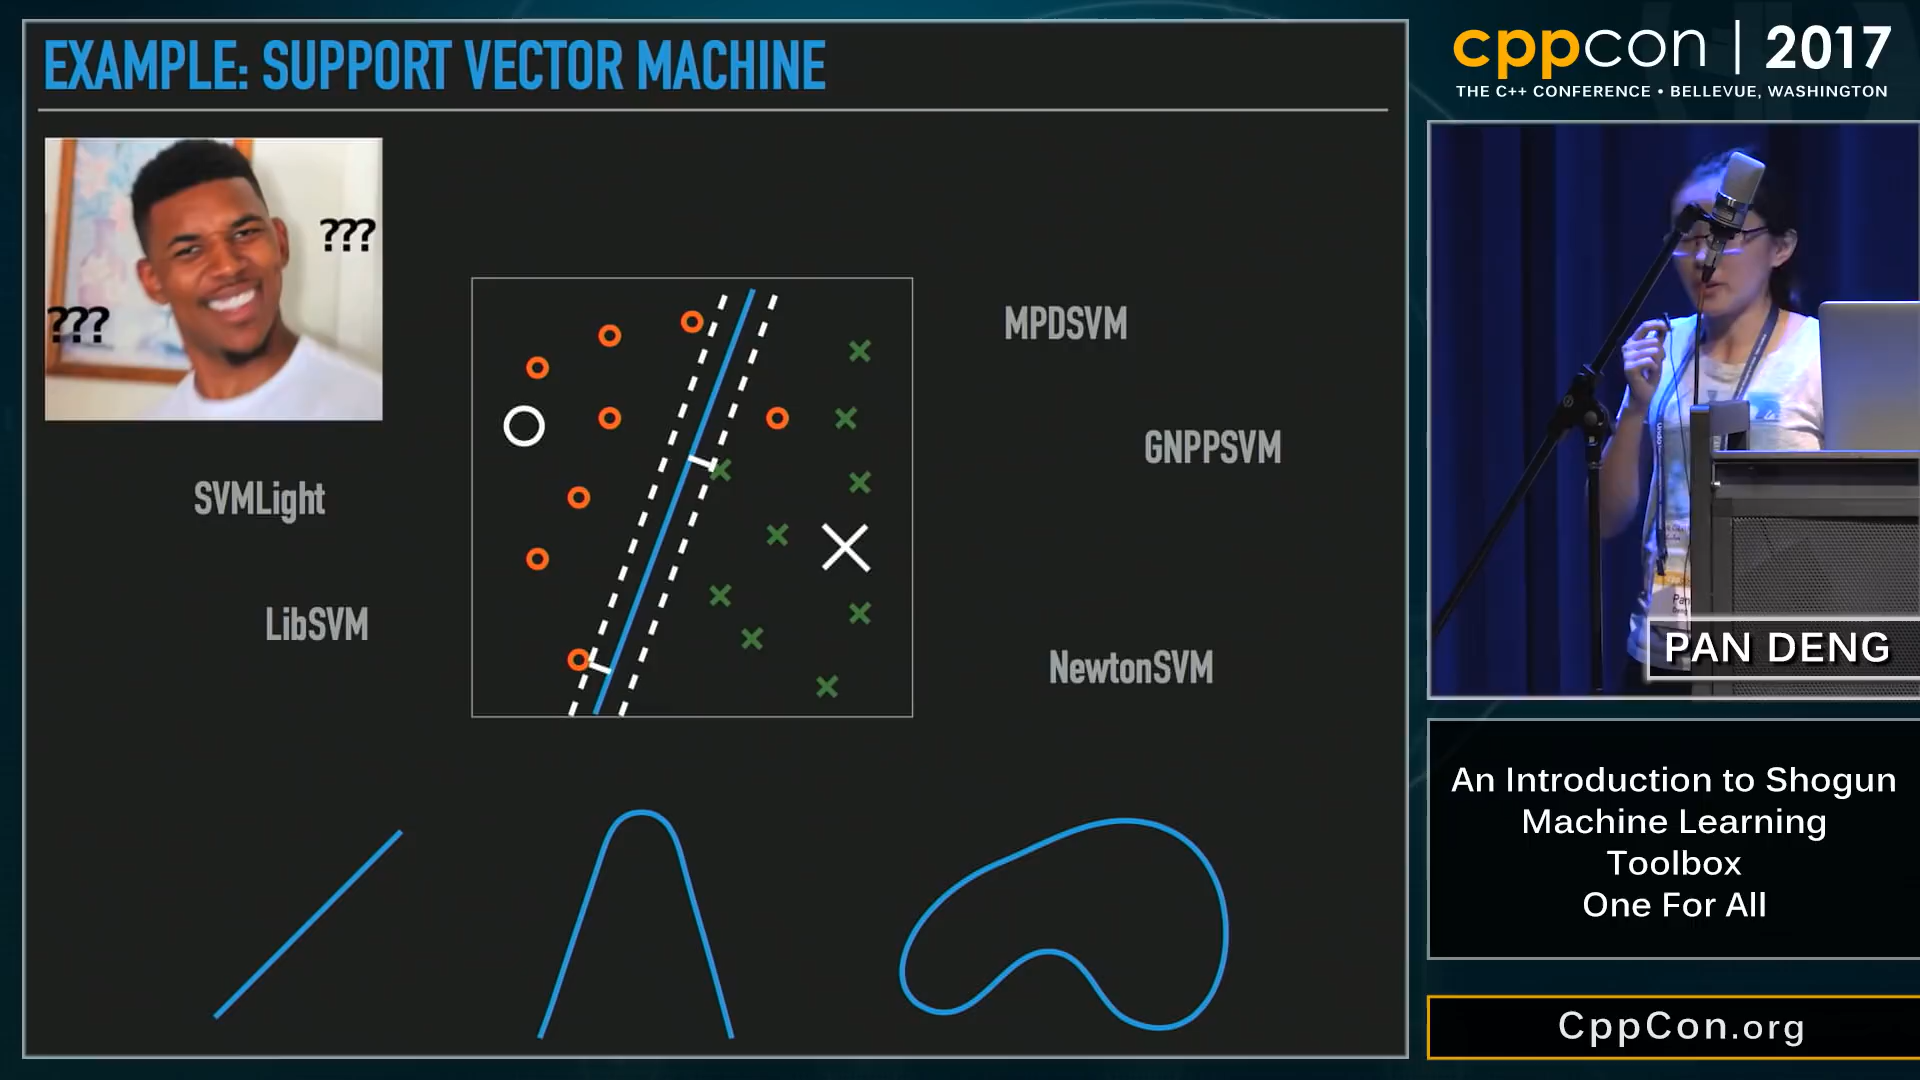 EXAMPLE: SUPPORT VECTOR MACHINE
???
???
SVMLight
LibSVM
MPDSVM
GNPPSVM
NewtonSVM
cppcon | 2017
THE C++ CONFERENCE • BELLEVUE, WASHINGTON
Pan
PAN DENG
An Introduction to Shogun
Machine Learning
Toolbox
One For All
CppCon.org